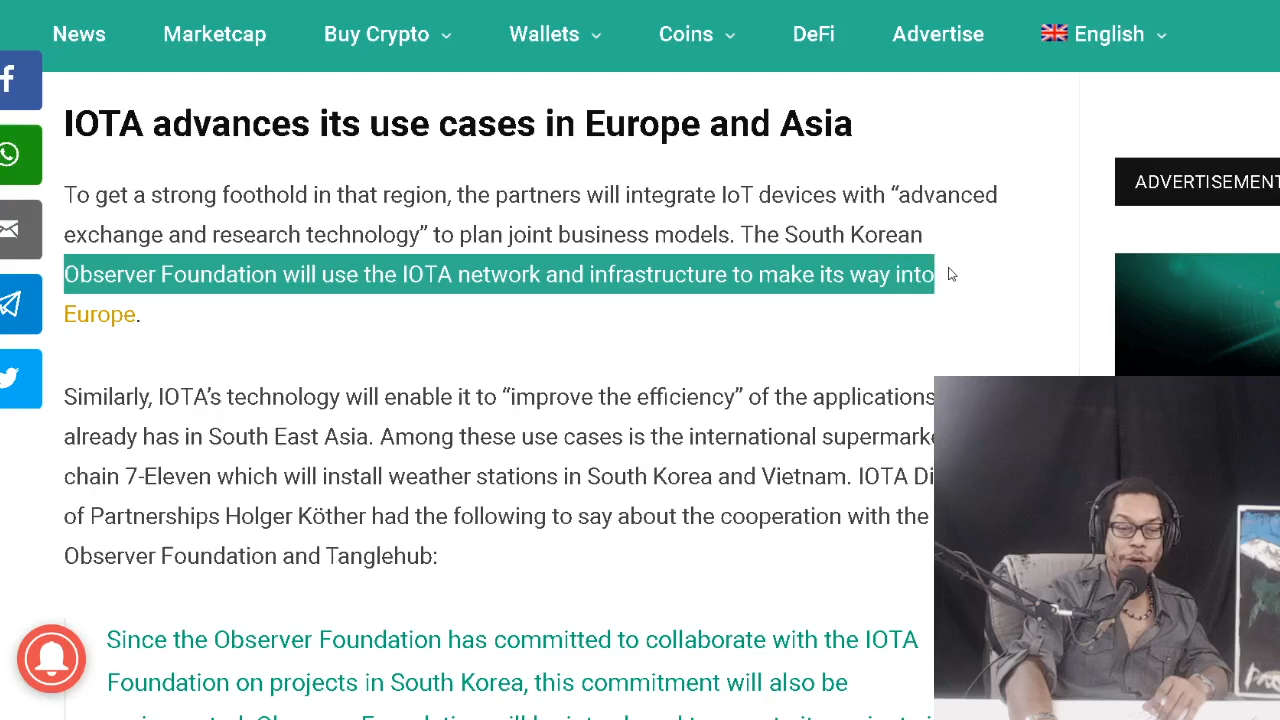 News Marketcap Buy Crypto Wallets Coins DeFi Advertise English
IOTA advances its use cases in Europe and Asia
To get a strong foothold in that region, the partners will integrate IoT devices with “advanced
exchange and research technology” to plan joint business models. The South Korean
Observer Foundation will use the IOTA network and infrastructure to make its way into
Europe.
ADVERTISEMENT
Similarly, IOTA’s technology will enable it to “improve the efficiency” of the applications
already has in South East Asia. Among these use cases is the international
chain 7-Eleven which will install weather stations in South Korea and Vietnam. IOTA
of Partnerships Holger Köther had the following to say about the cooperation with the
Observer Foundation and Tanglehub:
Since the Observer Foundation has committed to collaborate with the IOTA
Foundation on projects in South Korea, this commitment will also be